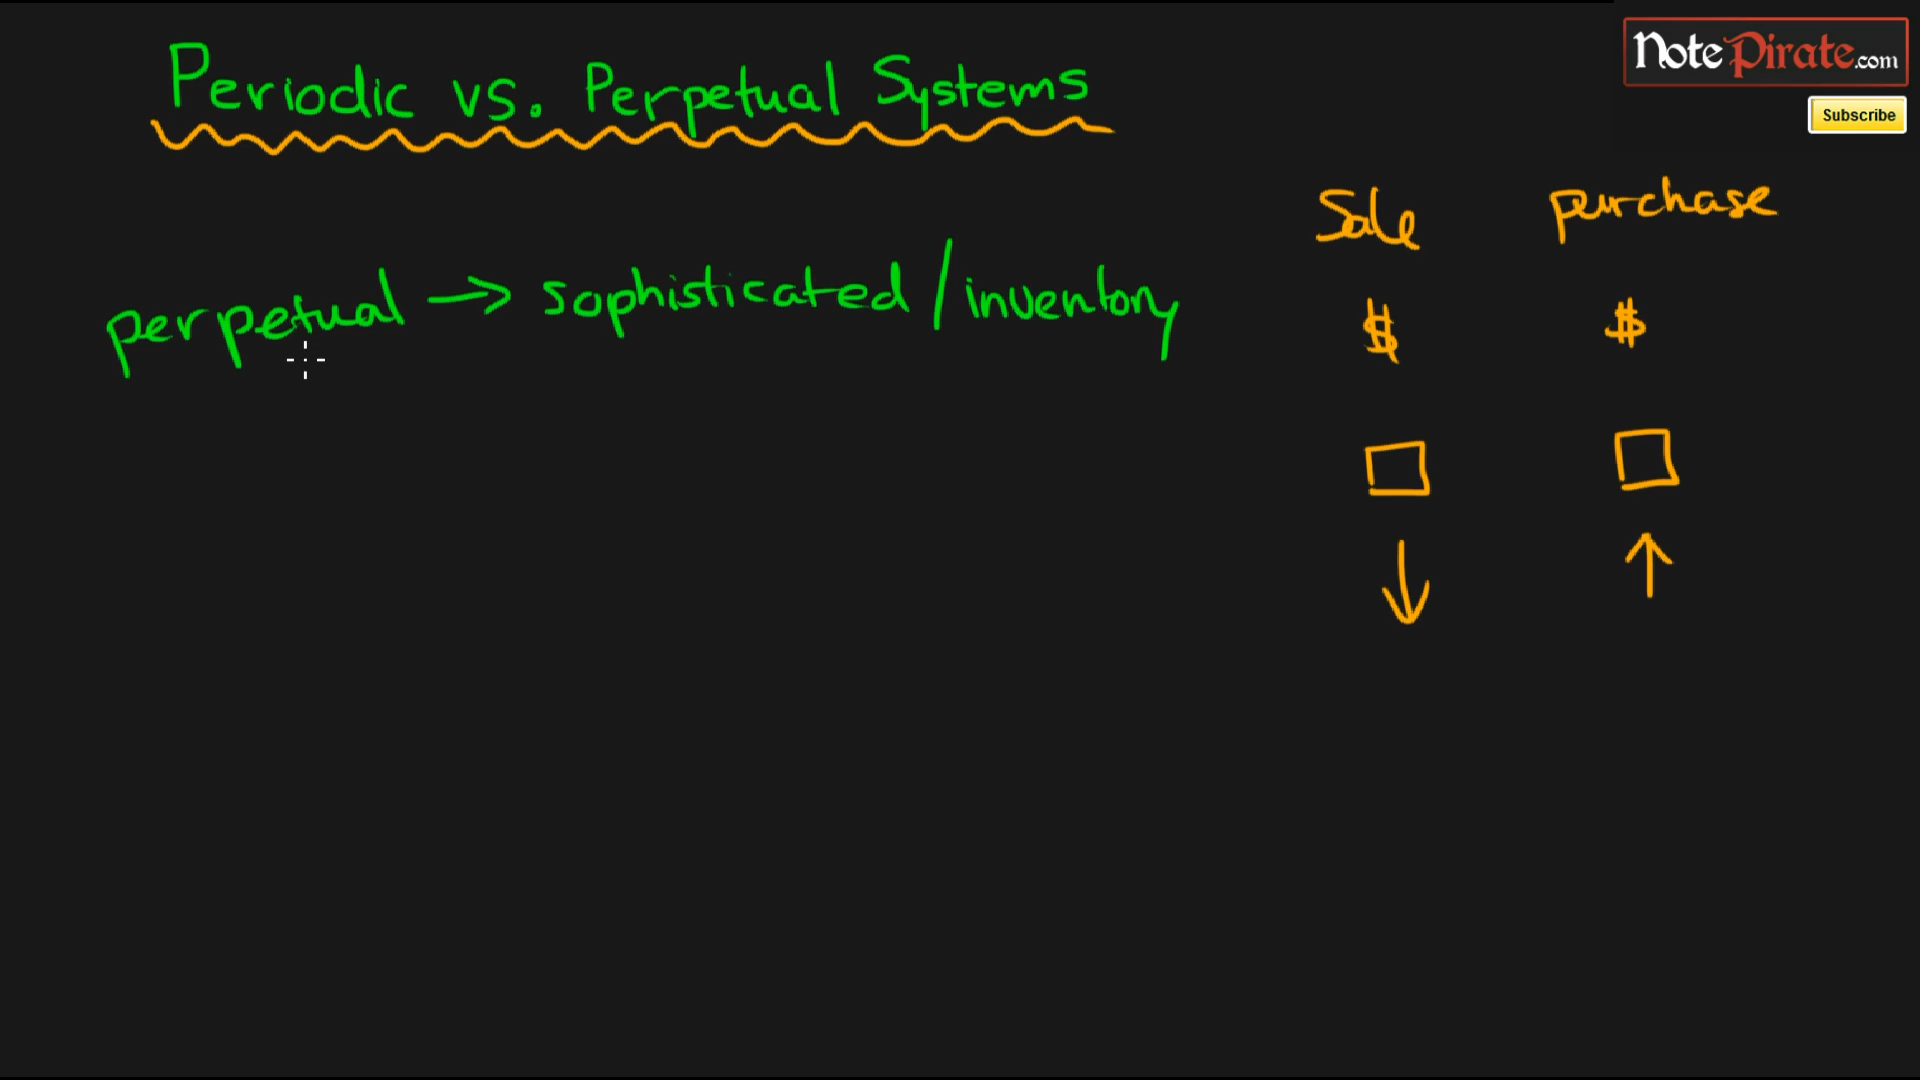 Periodic vs. Perpetual Systems
NotePirate.com
Subscribe
Sale purchase
perpetual → sophisticated / inventory
$ $
↓ ↑